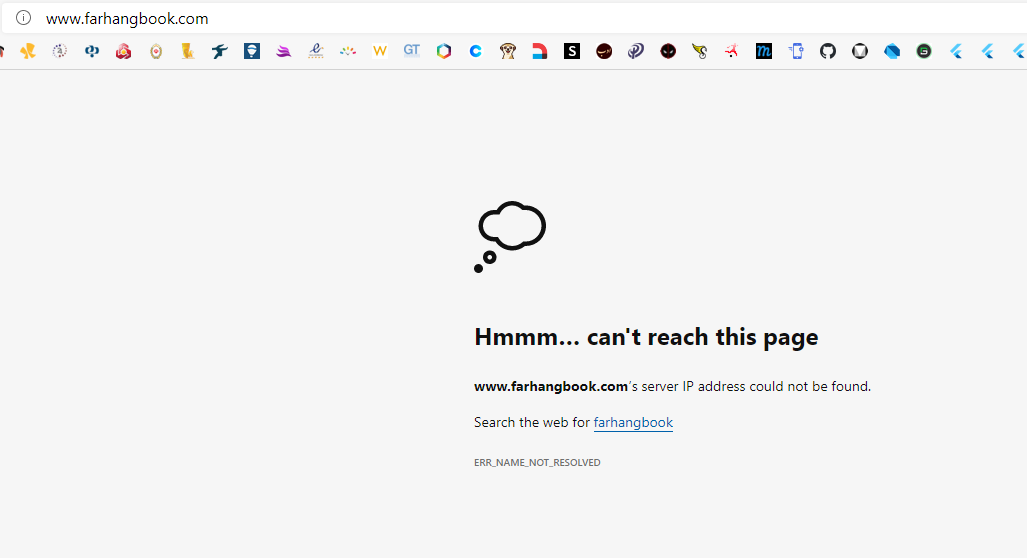 www.farhangbook.com
W
GT
S
m
G
Hmmm... can't reach this page
www.farhangbook.com's server IP address could not be found.
Search the web for farhangbook
ERR_NAME_NOT_RESOLVED